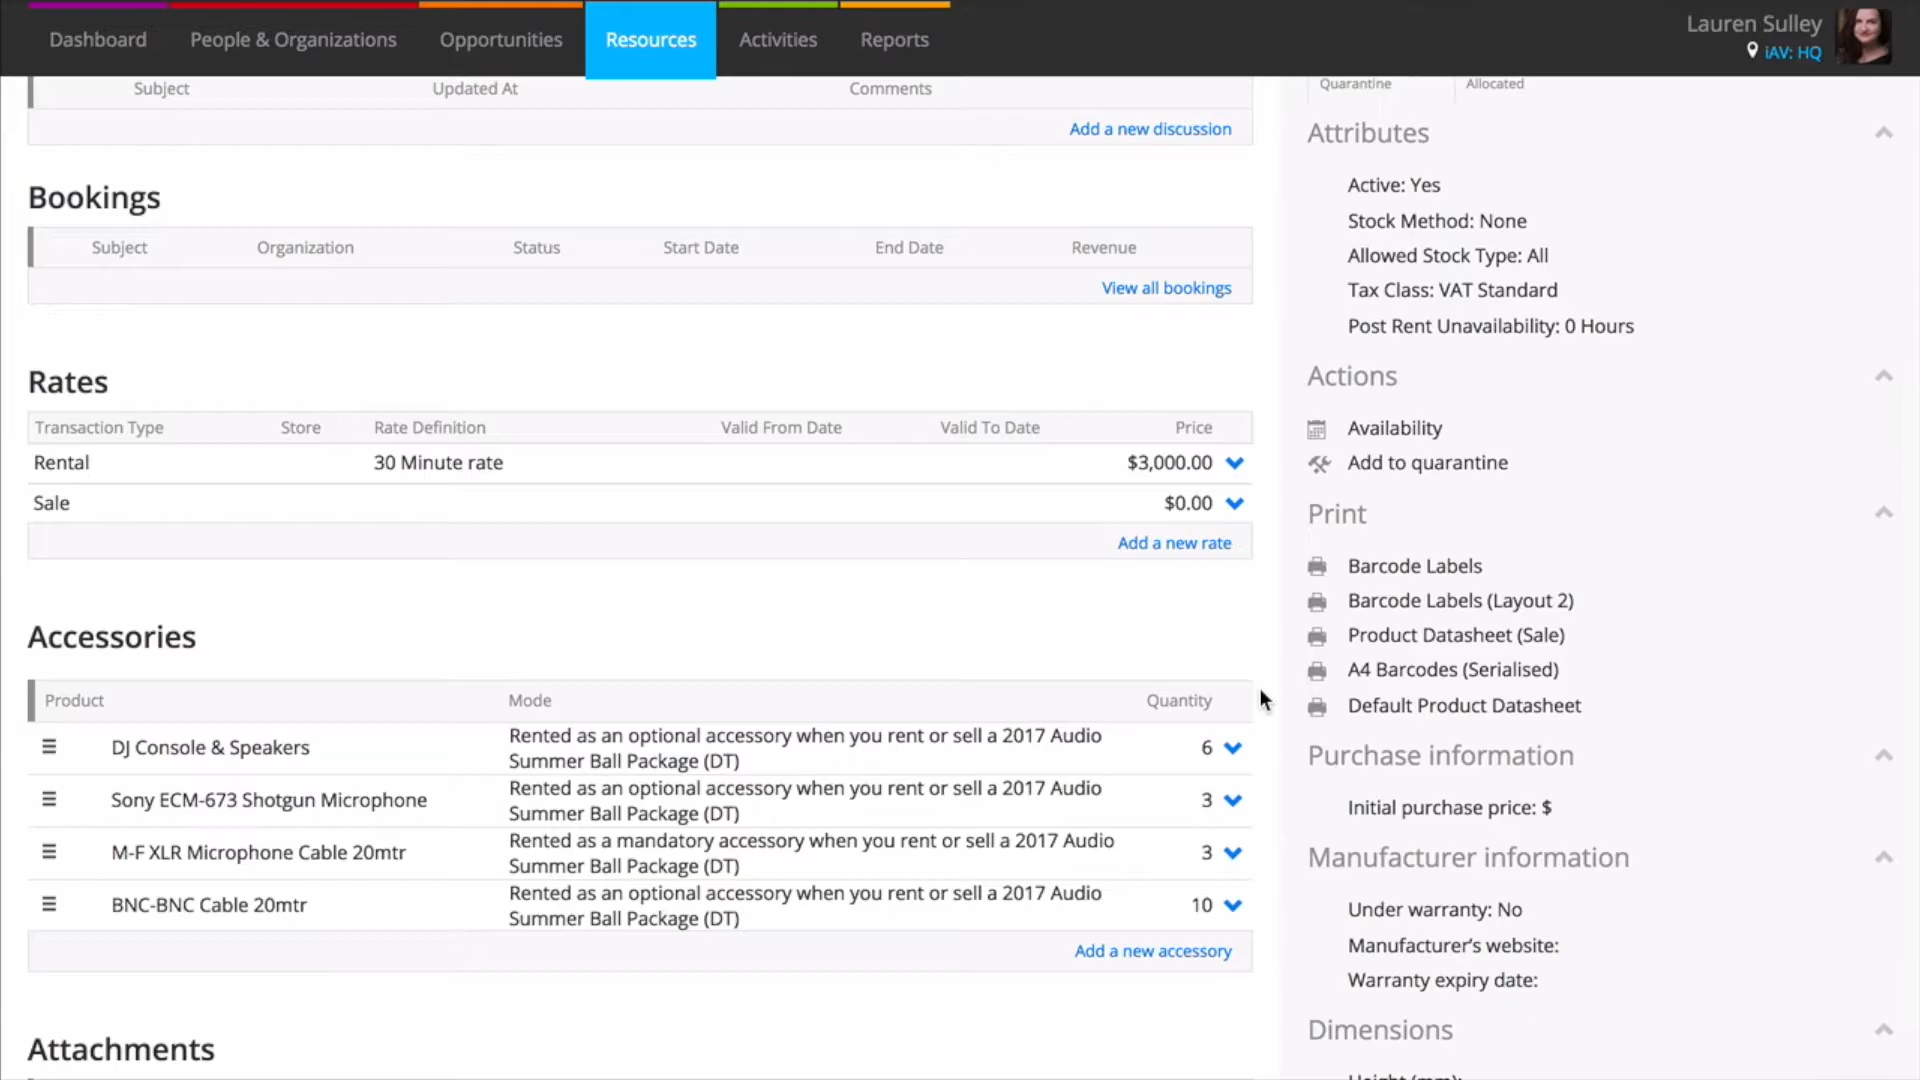 Dashboard People & Organizations Opportunities Resources Activities Reports
Lauren Sulley
iAV: HQ
Subject Updated At Comments
Add a new discussion
Bookings
Subject Organization Status Start Date End Date Revenue
View all bookings
Rates
Transaction Type Store Rate Definition Valid From Date Valid To Date Price
Rental 30 Minute rate $3,000.00
Sale $0.00
Add a new rate
Accessories
Product Mode Quantity
DJ Console & Speakers Rented as an optional accessory when you rent or sell a 2017 Audio 6
Summer Ball Package (DT)
Sony ECM-673 Shotgun Microphone Rented as an optional accessory when you rent or sell a 2017 Audio 3
Summer Ball Package (DT)
M-F XLR Microphone Cable 20mtr Rented as a mandatory accessory when you rent or sell a 2017 Audio 3
Summer Ball Package (DT)
BNC-BNC Cable 20mtr Rented as an optional accessory when you rent or sell a 2017 Audio 10
Summer Ball Package (DT)
Add a new accessory
Attachments
Quarantine Allocated
Attributes
Active: Yes
Stock Method: None
Allowed Stock Type: All
Tax Class: VAT Standard
Post Rent Unavailability: 0 Hours
Actions
Availability
Add to quarantine
Print
Barcode Labels
Barcode Labels (Layout 2)
Product Datasheet (Sale)
A4 Barcodes (Serialised)
Default Product Datasheet
Purchase information
Initial purchase price: $
Manufacturer information
Under warranty: No
Manufacturer's website:
Warranty expiry date:
Dimensions
Height (mm):